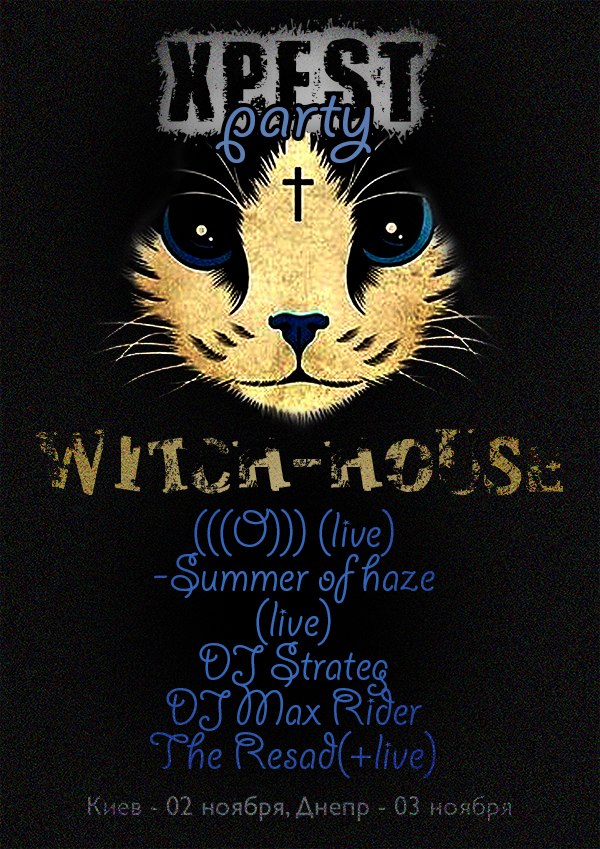 XPEST
party
WITCH-HOUSE
(((O))) (live)
-Summer of haze
(live)
DJ Strateg
DJ Max Rider
The Resad(+live)
Киев - 02 ноября, Днепр - 03 ноября